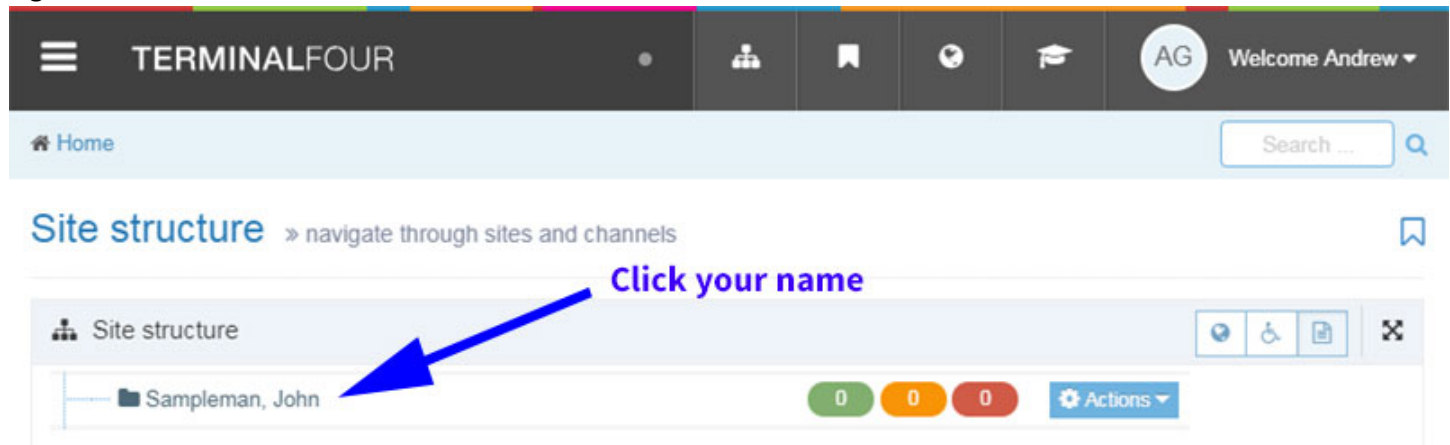 TERMINALFOUR
AG
Welcome Andrew
Home
Search ...
Site structure » navigate through sites and channels
Click your name
Site structure
Sampleman, John
0 0 0 Actions